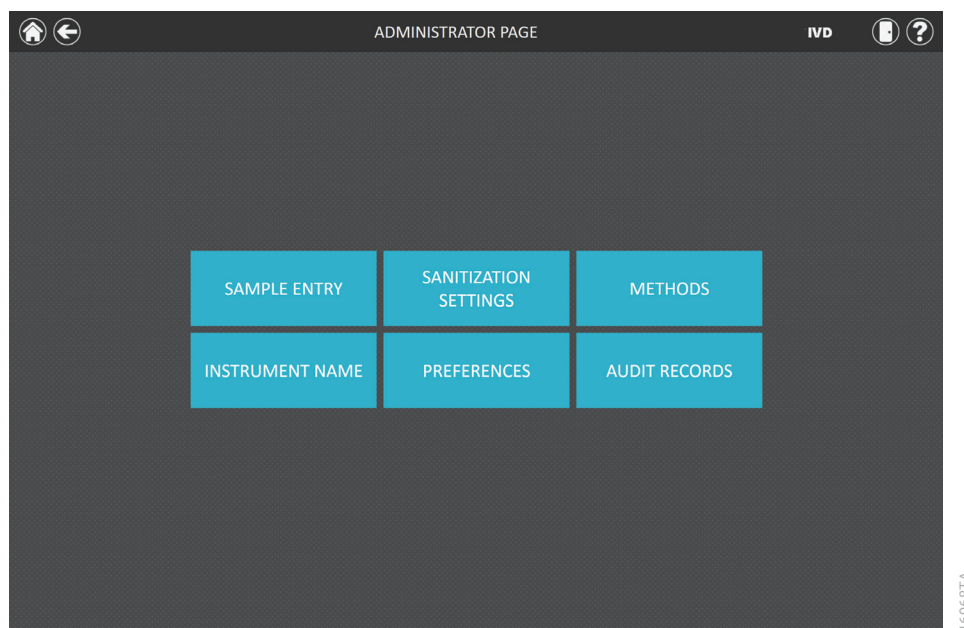 ADMINISTRATOR PAGE
IVD
?
SAMPLE ENTRY
SANITIZATION
SETTINGS
METHODS
INSTRUMENT NAME
PREFERENCES
AUDIT RECORDS